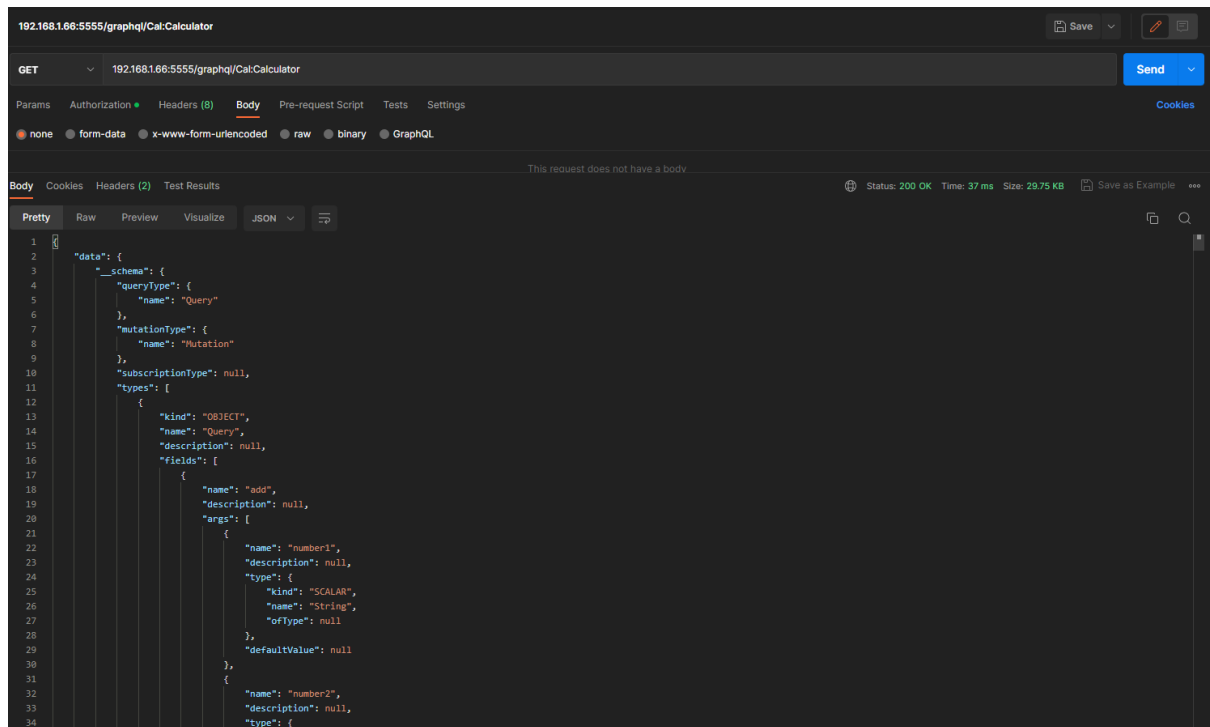 192.168.1.66:5555/graphql/Cal:Calculator
Save
GET 192.168.1.66:5555/graphql/Cal:Calculator Send
Params Authorization Headers (8) Body Pre-request Script Tests Settings Cookies
none form-data x-www-form-urlencoded raw binary GraphQL
This request does not have a body
Body Cookies Headers (2) Test Results Status: 200 OK Time: 37 ms Size: 29.75 KB Save as Example
Pretty Raw Preview Visualize JSON
1 {
2 "data": {
3 "__schema": {
4 "queryType": {
5 "name": "Query"
6 },
7 "mutationType": {
8 "name": "Mutation"
9 },
10 "subscriptionType": null,
11 "types": [
12 {
13 "kind": "OBJECT",
14 "name": "Query",
15 "description": null,
16 "fields": [
17 {
18 "name": "add",
19 "description": null,
20 "args": [
21 {
22 "name": "number1",
23 "description": null,
24 "type": {
25 "kind": "SCALAR",
26 "name": "String",
27 "ofType": null
28 },
29 "defaultValue": null
30 },
31 {
32 "name": "number2",
33 "description": null,
34 "type": {